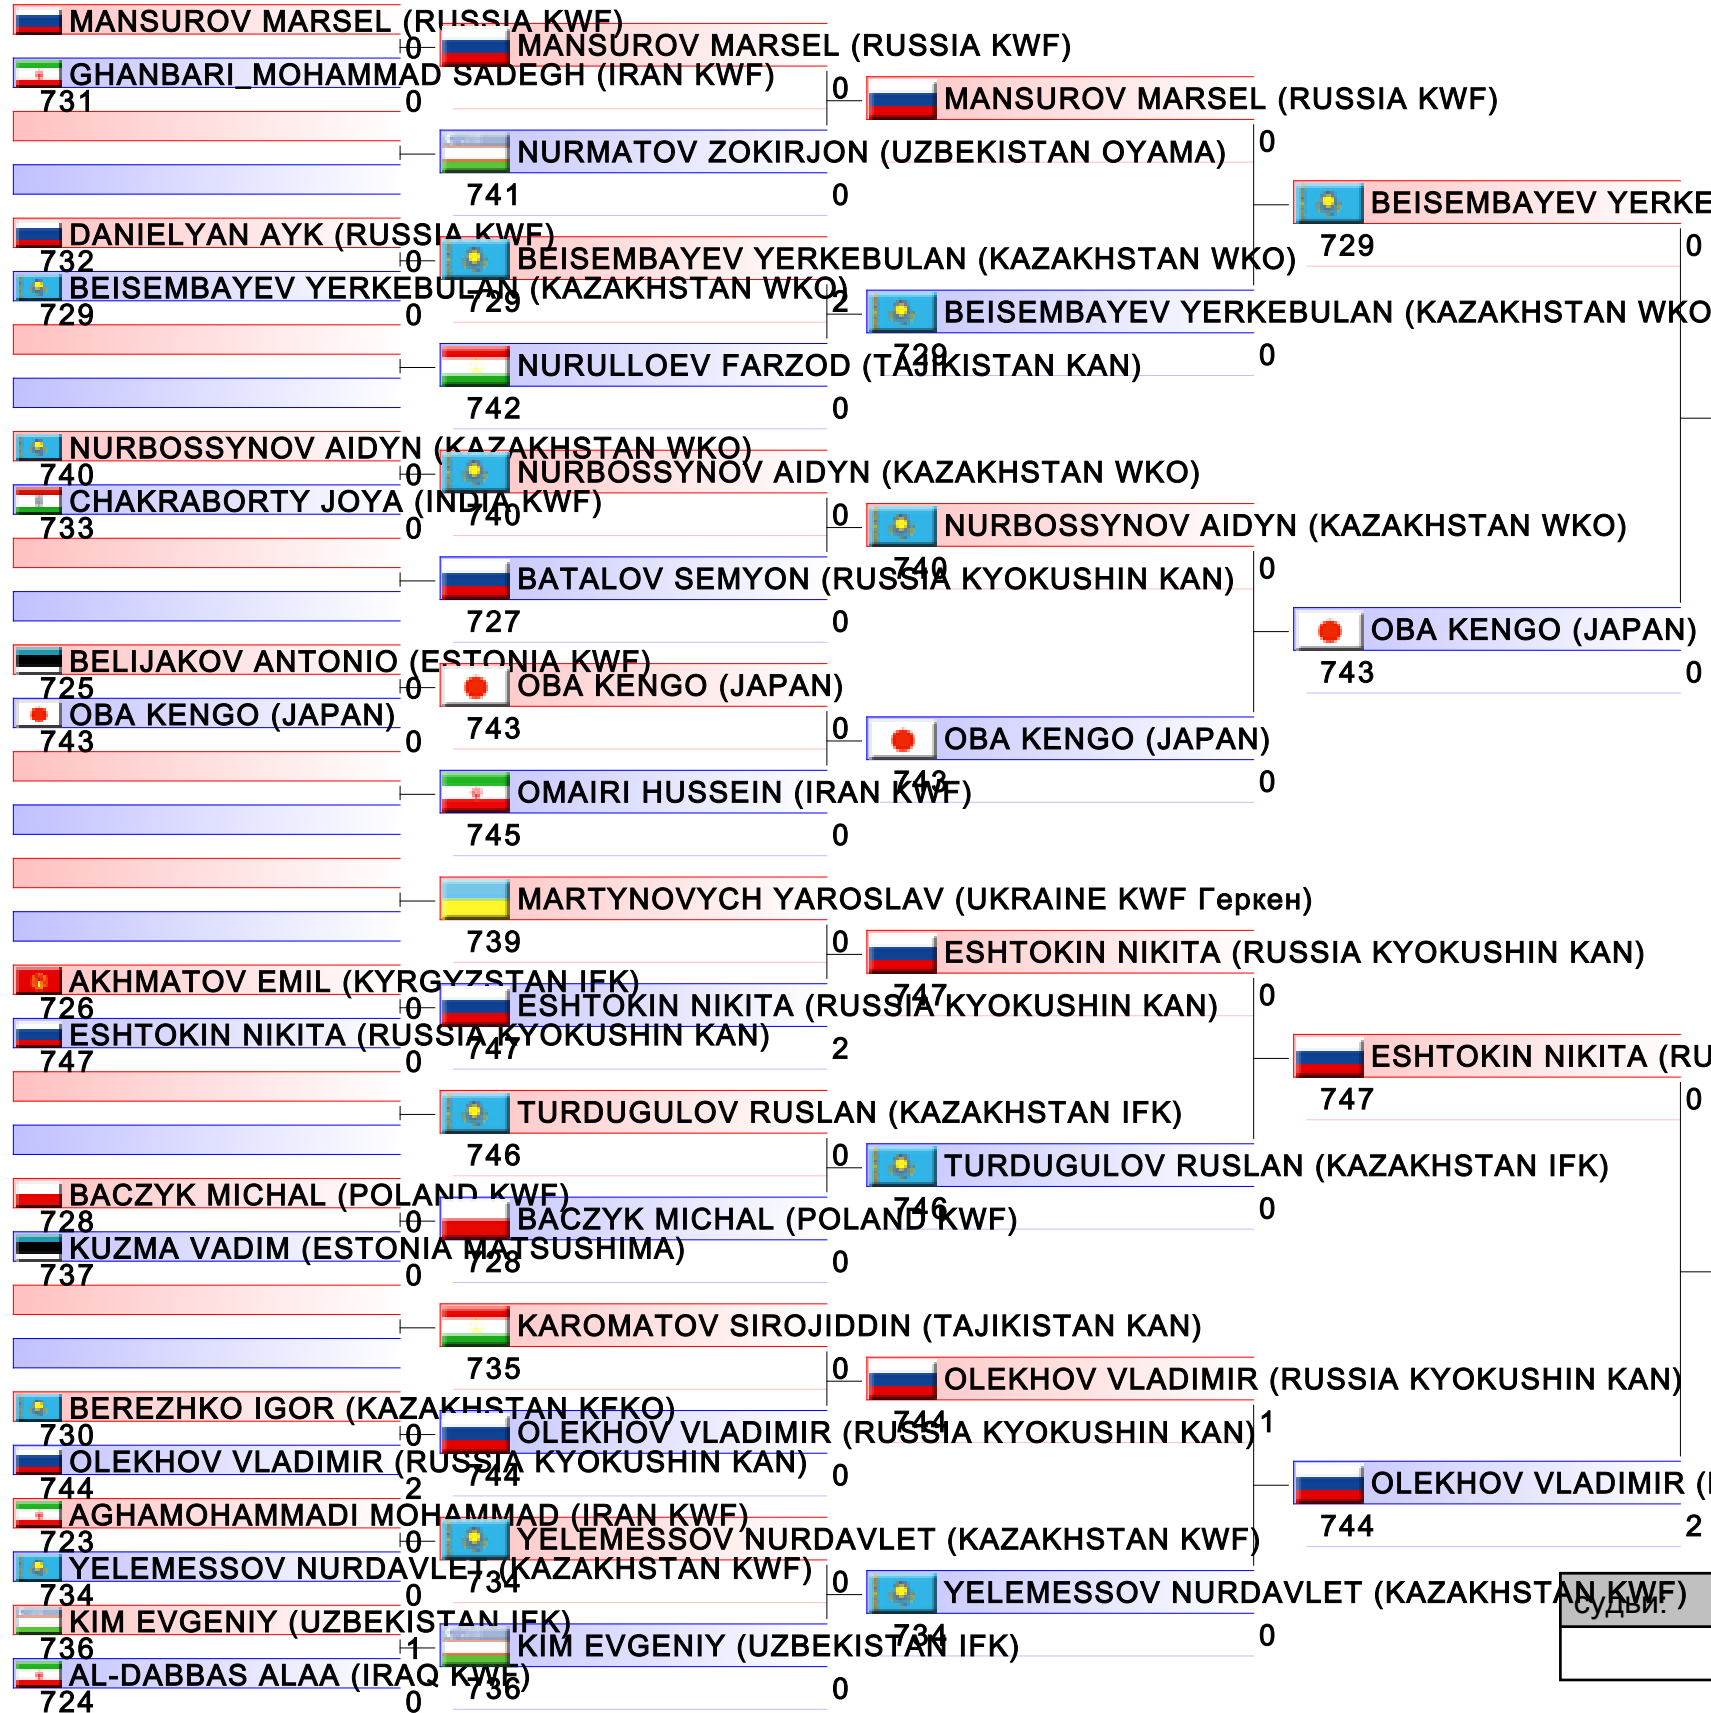 MANSUROV MARSEL (RUSSIA KWF)
0
GHANBARI_MOHAMMAD SADEGH (IRAN KWF)
731
0
DANIELYAN AYK (RUSSIA KWF)
732
0
BEISEMBAYEV YERKEBULAN (KAZAKHSTAN WKO)
729
0
NURBOSSYNOV AIDYN (KAZAKHSTAN WKO)
740
0
CHAKRABORTY JOYA (INDIA KWF)
733
0
BELIJAKOV ANTONIO (ESTONIA KWF)
725
0
OBA KENGO (JAPAN)
743
0
AKHMATOV EMIL (KYRGYZSTAN IFK)
726
0
ESHTOKIN NIKITA (RUSSIA KYOKUSHIN KAN)
747
0
BACZYK MICHAL (POLAND KWF)
728
0
KUZMA VADIM (ESTONIA MATSUSHIMA)
737
0
BEREZHKO IGOR (KAZAKHSTAN KFKO)
730
0
OLEKHOV VLADIMIR (RUSSIA KYOKUSHIN KAN)
744
2
AGHAMOHAMMADI MOHAMMAD (IRAN KWF)
723
0
YELEMESSOV NURDAVLET (KAZAKHSTAN KWF)
734
0
KIM EVGENIY (UZBEKISTAN IFK)
736
1
AL-DABBAS ALAA (IRAQ KWF)
724
0
MANSUROV MARSEL (RUSSIA KWF)
0
NURMATOV ZOKIRJON (UZBEKISTAN OYAMA)
741
0
BEISEMBAYEV YERKEBULAN (KAZAKHSTAN WKO)
729
2
NURULLOEV FARZOD (TAJIKISTAN KAN)
742
0
NURBOSSYNOV AIDYN (KAZAKHSTAN WKO)
740
0
BATALOV SEMYON (RUSSIA KYOKUSHIN KAN)
727
0
OBA KENGO (JAPAN)
743
0
OMAIRI HUSSEIN (IRAN KWF)
745
0
MARTYNOVYCH YAROSLAV (UKRAINE KWF Геркен)
739
0
ESHTOKIN NIKITA (RUSSIA KYOKUSHIN KAN)
747
2
TURDUGULOV RUSLAN (KAZAKHSTAN IFK)
746
0
BACZYK MICHAL (POLAND KWF)
728
0
KAROMATOV SIROJIDDIN (TAJIKISTAN KAN)
735
0
OLEKHOV VLADIMIR (RUSSIA KYOKUSHIN KAN)
744
0
YELEMESSOV NURDAVLET (KAZAKHSTAN KWF)
734
0
KIM EVGENIY (UZBEKISTAN IFK)
736
0
MANSUROV MARSEL (RUSSIA KWF)
0
BEISEMBAYEV YERKEBULAN (KAZAKHSTAN WKO
729
0
NURBOSSYNOV AIDYN (KAZAKHSTAN WKO)
740
0
OBA KENGO (JAPAN)
743
0
ESHTOKIN NIKITA (RUSSIA KYOKUSHIN KAN)
747
0
TURDUGULOV RUSLAN (KAZAKHSTAN IFK)
746
0
OLEKHOV VLADIMIR (RUSSIA KYOKUSHIN KAN)
744
1
YELEMESSOV NURDAVLET (KAZAKHSTAN KWF)
734
0
BEISEMBAYEV YERKE
729
0
OBA KENGO (JAPAN)
743
0
ESHTOKIN NIKITA (RU
747
0
OLEKHOV VLADIMIR (
744
2
судьи: